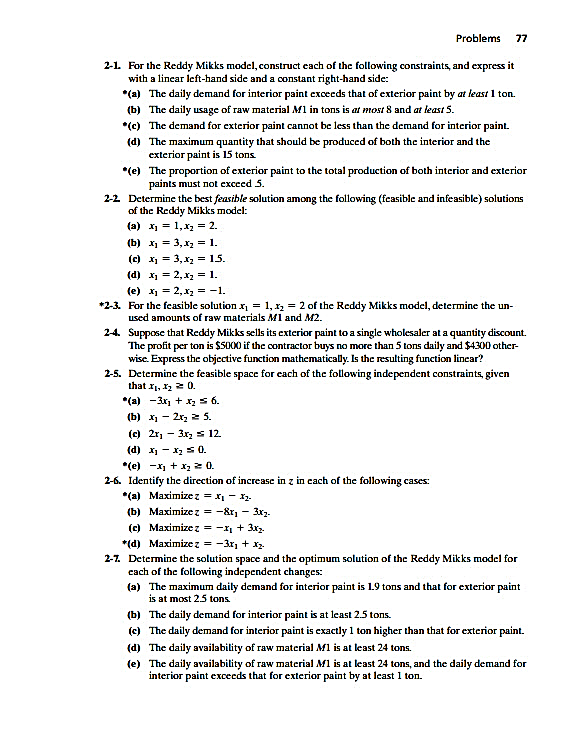 Problems 77
2-1. For the Reddy Mikks model, construct each of the following constraints, and express it
with a linear left-hand side and a constant right-hand side:
*(a) The daily demand for interior paint exceeds that of exterior paint by at least 1 ton.
(b) The daily usage of raw material M1 in tons is at most 8 and at least 5.
*(c) The demand for exterior paint cannot be less than the demand for interior paint.
(d) The maximum quantity that should be produced of both the interior and the
exterior paint is 15 tons.
*(e) The proportion of exterior paint to the total production of both interior and exterior
paints must not exceed .5.
2-2. Determine the best feasible solution among the following (feasible and infeasible) solutions
of the Reddy Mikks model:
(a) x₁ = 1, x₂ = 2.
(b) x₁ = 3, x₂ = 1.
(c) x₁ = 3, x₂ = 1.5.
(d) x₁ = 2, x₂ = 1.
(e) x₁ = 2, x₂ = −1.
*2-3. For the feasible solution x₁ = 1, x₂ = 2 of the Reddy Mikks model, determine the un-
used amounts of raw materials M1 and M2.
2-4. Suppose that Reddy Mikks sells its exterior paint to a single wholesaler at a quantity discount.
The profit per ton is $5000 if the contractor buys no more than 5 tons daily and $4300 other-
wise. Express the objective function mathematically. Is the resulting function linear?
2-5. Determine the feasible space for each of the following independent constraints, given
that x₁, x₂ ≥ 0.
*(a) −3x₁ + x₂ ≤ 6.
(b) x₁ − 2x₂ ≥ 5.
(c) 2x₁ − 3x₂ ≤ 12.
(d) x₁ − x₂ ≤ 0.
*(e) −x₁ + x₂ ≥ 0.
2-6. Identify the direction of increase in z in each of the following cases:
*(a) Maximize z = x₁ − x₂.
(b) Maximize z = −8x₁ − 3x₂.
(c) Maximize z = −x₁ + 3x₂.
*(d) Maximize z = −3x₁ + x₂.
2-7. Determine the solution space and the optimum solution of the Reddy Mikks model for
each of the following independent changes:
(a) The maximum daily demand for interior paint is 1.9 tons and that for exterior paint
is at most 2.5 tons.
(b) The daily demand for interior paint is at least 2.5 tons.
(c) The daily demand for interior paint is exactly 1 ton higher than that for exterior paint.
(d) The daily availability of raw material M1 is at least 24 tons.
(e) The daily availability of raw material M1 is at least 24 tons, and the daily demand for
interior paint exceeds that for exterior paint by at least 1 ton.